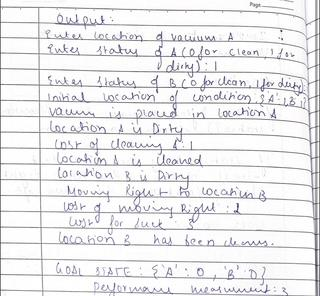 Page
Output:
Enter location of vacuum: A
Enter status of A (0 for clean, 1 for
dirty): 1
Enter status of B (0 for clean, 1 for dirty):
Initial location of condition: {'A':1, 'B':1
Vacuum is placed in location A
Location A is Dirty
Cost of cleaning A: 1
Location A is cleaned
Location B is Dirty
Moving Right to location B
Cost of moving Right: 2
Cost for suck: 3
Location B has been cleans.
GOAL STATE: {'A': 0, 'B': 0}
Performance measurement: 3